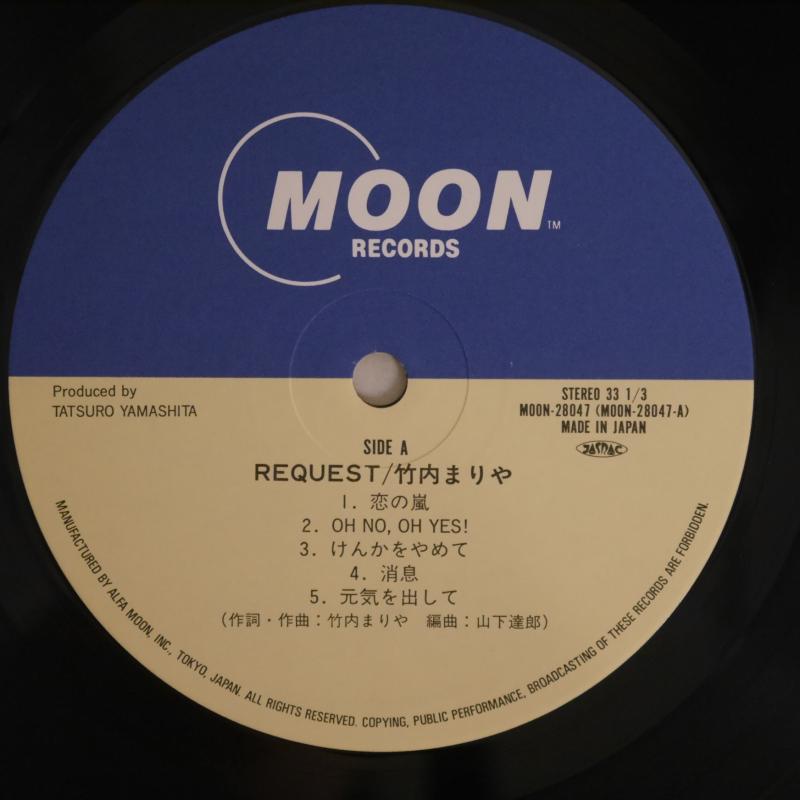 MOON TM
RECORDS
Produced by
TATSURO YAMASHITA
STEREO 33 1/3
MOON-28047 (MOON-28047-A)
MADE IN JAPAN
JASRAC
SIDE A
REQUEST/竹内まりや
1. 恋の嵐
2. OH NO, OH YES!
3. けんかをやめて
4. 消息
5. 元気を出して
(作詞・作曲：竹内まりや　編曲：山下達郎)
MANUFACTURED BY ALFA MOON, INC., TOKYO, JAPAN. ALL RIGHTS RESERVED. COPYING, PUBLIC PERFORMANCE, BROADCASTING OF THESE RECORDS ARE FORBIDDEN.